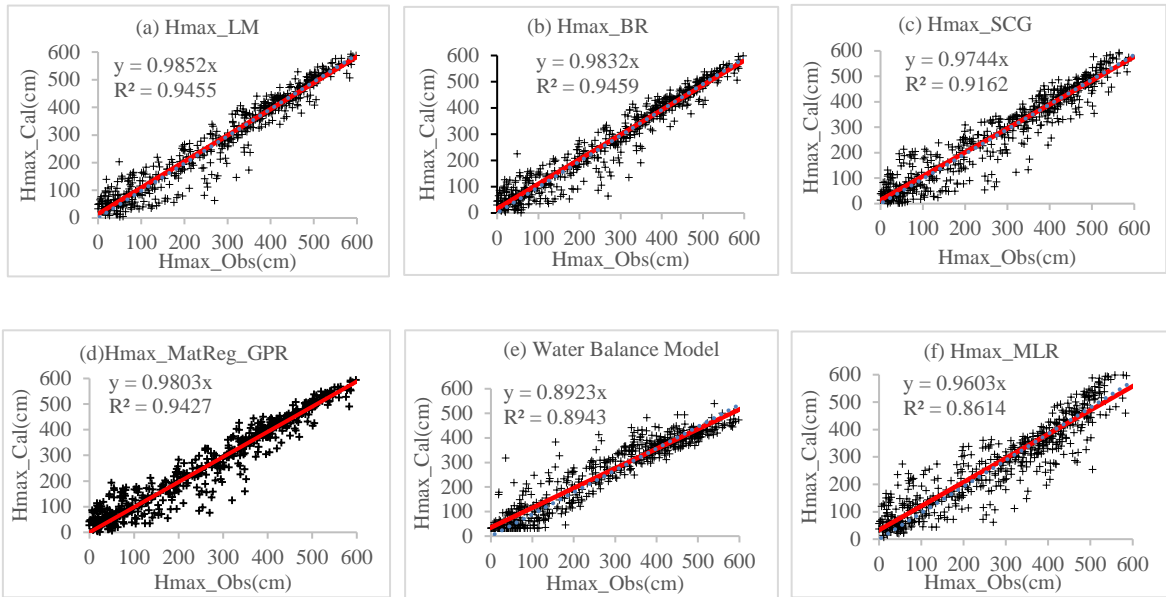 (a) Hmax_LM
y = 0.9852x
R² = 0.9455
Hmax_Cal(cm)
600
500
400
300
200
100
0
0 100 200 300 400 500 600
Hmax_Obs(cm)
(b) Hmax_BR
y = 0.9832x
R² = 0.9459
Hmax_Cal(cm)
600
500
400
300
200
100
0
0 100 200 300 400 500 600
Hmax_Obs(cm)
(c) Hmax_SCG
y = 0.9744x
R² = 0.9162
Hmax_Cal(cm)
600
500
400
300
200
100
0
0 100 200 300 400 500 600
Hmax_Obs(cm)
(d)Hmax_MatReg_GPR
y = 0.9803x
R² = 0.9427
Hmax_Cal(cm)
600
500
400
300
200
100
0
0 100 200 300 400 500 600
Hmax_Obs(cm)
(e) Water Balance Model
y = 0.8923x
R² = 0.8943
Hmax_Cal(cm)
600
500
400
300
200
100
0
0 100 200 300 400 500 600
Hmax_Obs(cm)
(f) Hmax_MLR
y = 0.9603x
R² = 0.8614
Hmax_Cal(cm)
600
500
400
300
200
100
0
0 100 200 300 400 500 600
Hmax_Obs(cm)